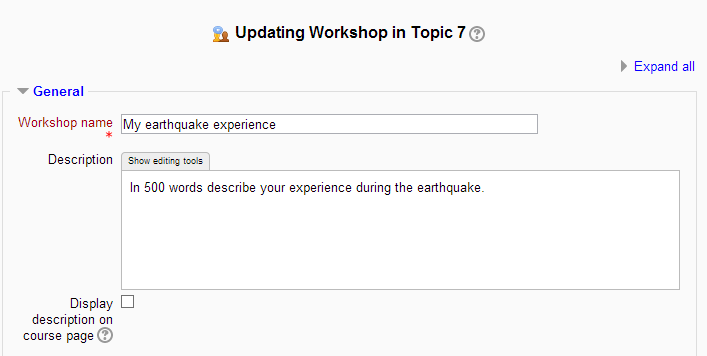 Updating Workshop in Topic 7
Expand all
General
Workshop name
*
My earthquake experience
Description
Show editing tools
In 500 words describe your experience during the earthquake.
Display
description on
course page